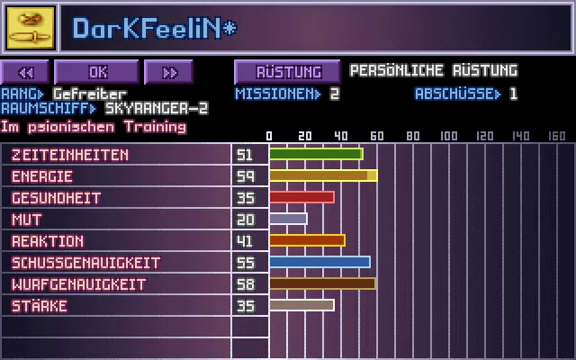 DarKFeeliN*
<< OK >> RÜSTUNG PERSÖNLICHE RÜSTUNG
RANG> Gefreiter MISSIONEN> 2 ABSCHÜSSE> 1
RAUMSCHIFF> SKYRANGER-2
Im psionischen Training
0 20 40 60 80 100 120 140 160
ZEITEINHEITEN 51
ENERGIE 59
GESUNDHEIT 35
MUT 20
REAKTION 41
SCHUSSGENAUIGKEIT 55
WURFGENAUIGKEIT 58
STÄRKE 35